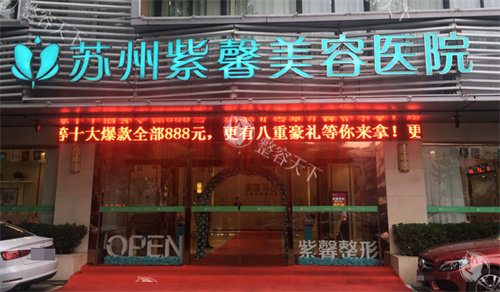 苏州紫馨美容医院
等十大爆款全部888元，更有八重豪礼等你来拿！更
整容天下
OPEN
紫馨整形